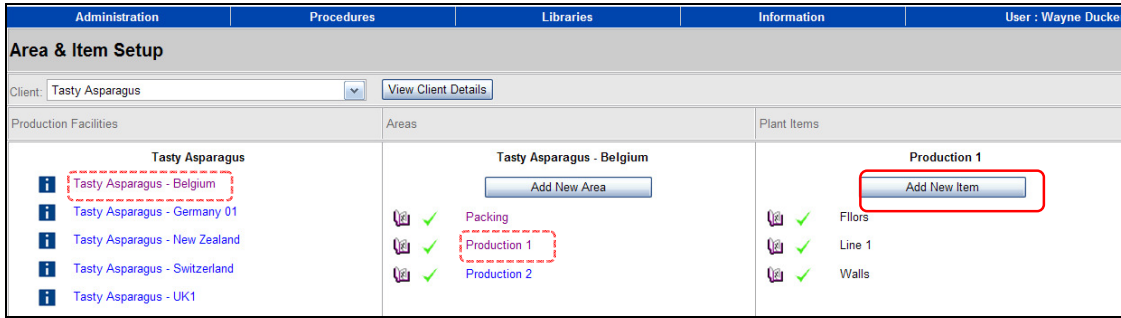 Administration Procedures Libraries Information User : Wayne Ducke
Area & Item Setup
Client: Tasty Asparagus View Client Details
Production Facilities Areas Plant Items
Tasty Asparagus Tasty Asparagus - Belgium Production 1
Tasty Asparagus - Belgium Add New Area Add New Item
Tasty Asparagus - Germany 01 Packing Fllors
Tasty Asparagus - New Zealand Production 1 Line 1
Tasty Asparagus - Switzerland Production 2 Walls
Tasty Asparagus - UK1